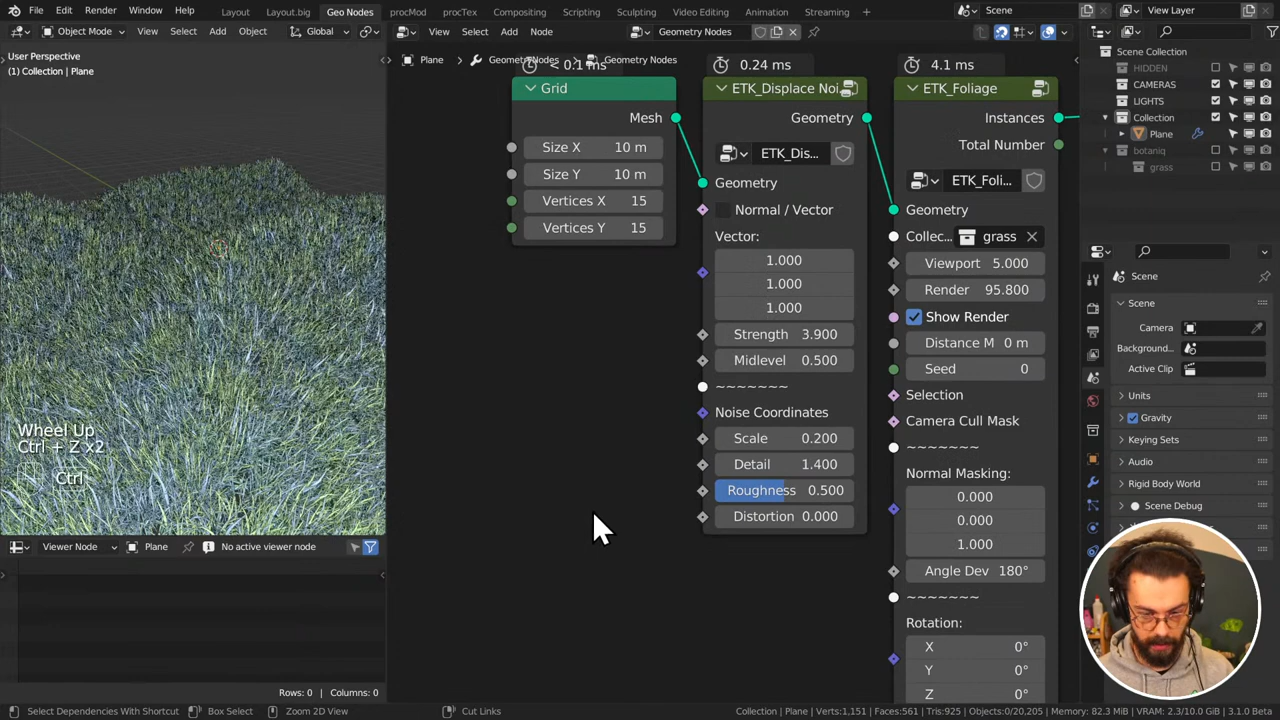 File Edit Render Window Help Layout Layout.big Geo Nodes procMod procTex Compositing Scripting Sculpting Video Editing Animation Streaming + Scene View Layer
Object Mode View Select Add Object Global View Select Add Node Geometry Nodes
User Perspective
(1) Collection | Plane
Plane > GeometryNodes > Geometry Nodes
0.1 ms
Grid
Mesh
Size X 10 m
Size Y 10 m
Vertices X 15
Vertices Y 15
0.24 ms
ETK_Displace Noi
Geometry
ETK_Dis...
Geometry
Normal / Vector
Vector:
1.000
1.000
1.000
Strength 3.900
Midlevel 0.500
~~~~~~~
Noise Coordinates
Scale 0.200
Detail 1.400
Roughness 0.500
Distortion 0.000
4.1 ms
ETK_Foliage
Instances
Total Number
ETK_Foli...
Geometry
Collec... grass
Viewport 5.000
Render 95.800
Show Render
Distance M 0 m
Seed 0
Selection
Camera Cull Mask
~~~~~~~
Normal Masking:
0.000
0.000
1.000
Angle Dev 180°
~~~~~~~
Rotation:
X 0°
Y 0°
Z 0°
Scene Collection
HIDDEN
CAMERAS
LIGHTS
Collection
Plane
botaniq
grass
Scene
Scene
Camera Scene
Background...
Active Clip
Units
Gravity
Keying Sets
Audio
Rigid Body World
Scene Debug
Wheel Up
Ctrl + Z x2
Ctrl
Viewer Node Plane No active viewer node
Rows: 0 | Columns: 0
Select Dependencies With Shortcut Box Select Zoom 2D View Cut Links Collection | Plane | Verts:1,151 | Faces:561 | Tris:925 | Objects:0/20,205 | Memory: 82.3 MiB | VRAM: 2.3/10.0 GiB | 3.1.0 Beta